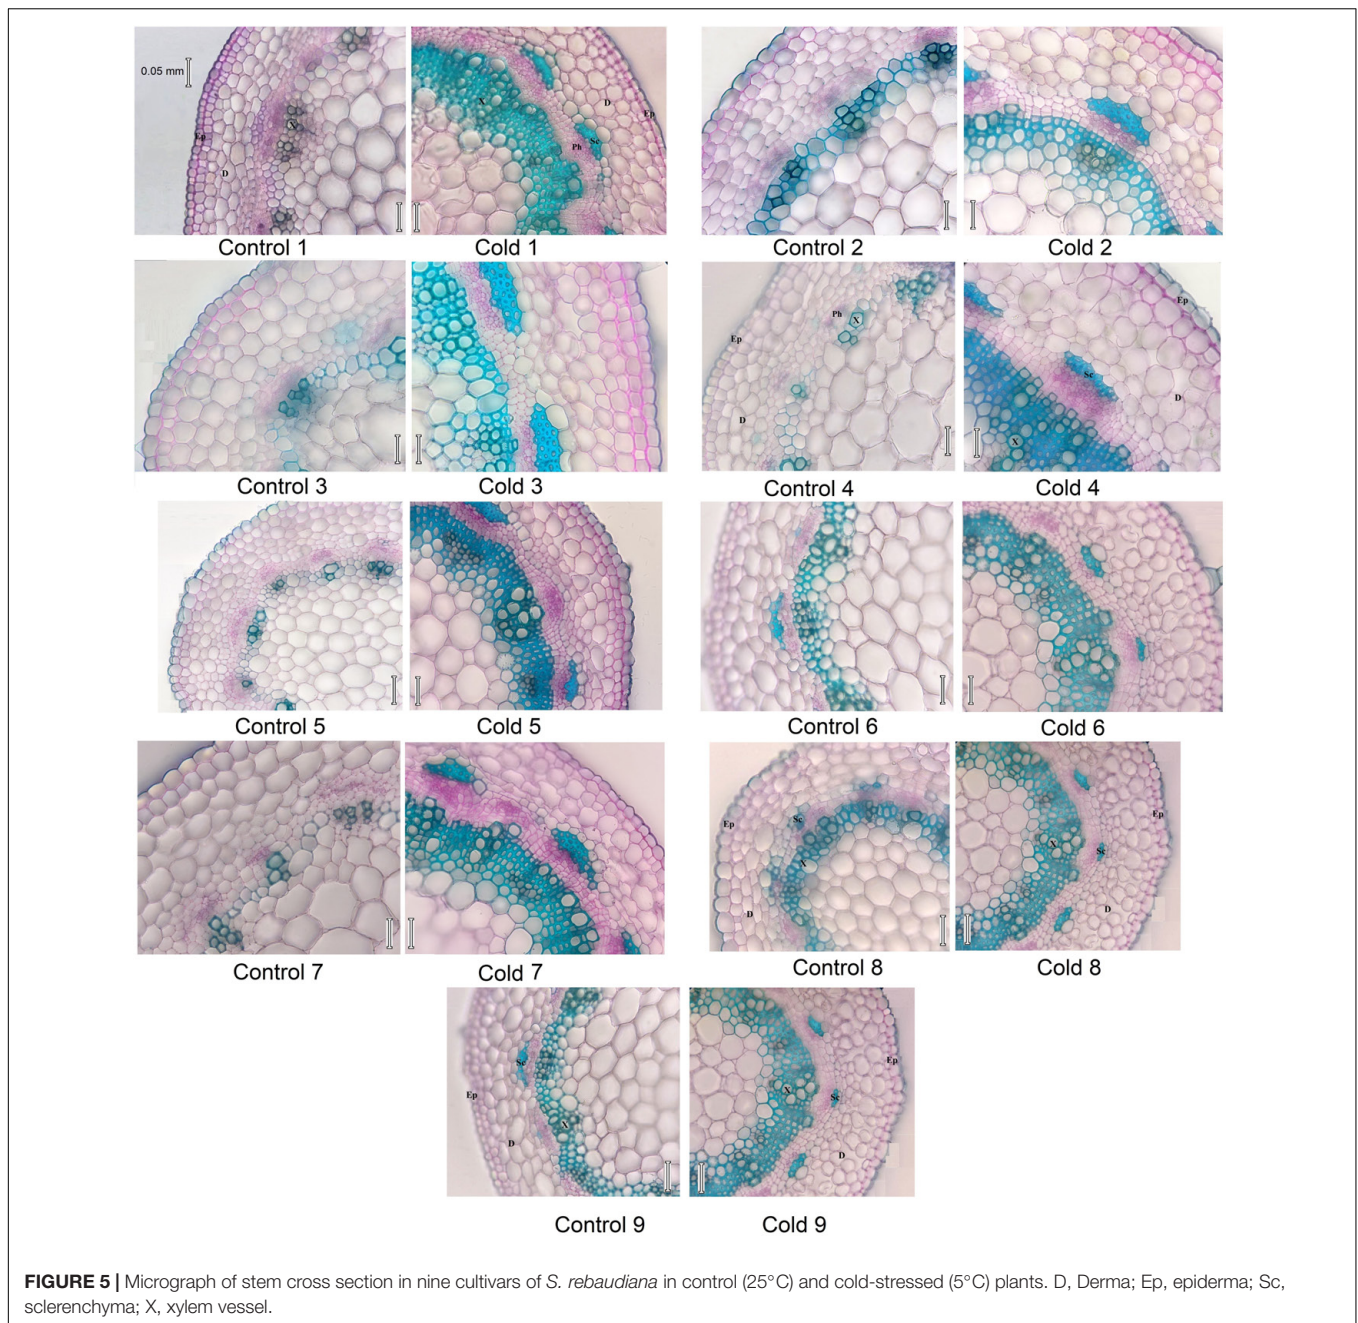 0.05 mm
Ep
X
D
X
D
Ep
Sc
Ph
Control 1
Cold 1
Control 2
Cold 2
Ph
X
Ep
D
Ep
Sc
D
X
Control 3
Cold 3
Control 4
Cold 4
Control 5
Cold 5
Control 6
Cold 6
Ep
Sc
X
D
Ep
X
Sc
D
Control 7
Cold 7
Control 8
Cold 8
Sc
Ep
X
D
Ep
X
Sc
D
Control 9
Cold 9
FIGURE 5 | Micrograph of stem cross section in nine cultivars of S. rebaudiana in control (25°C) and cold-stressed (5°C) plants. D, Derma; Ep, epiderma; Sc,
sclerenchyma; X, xylem vessel.